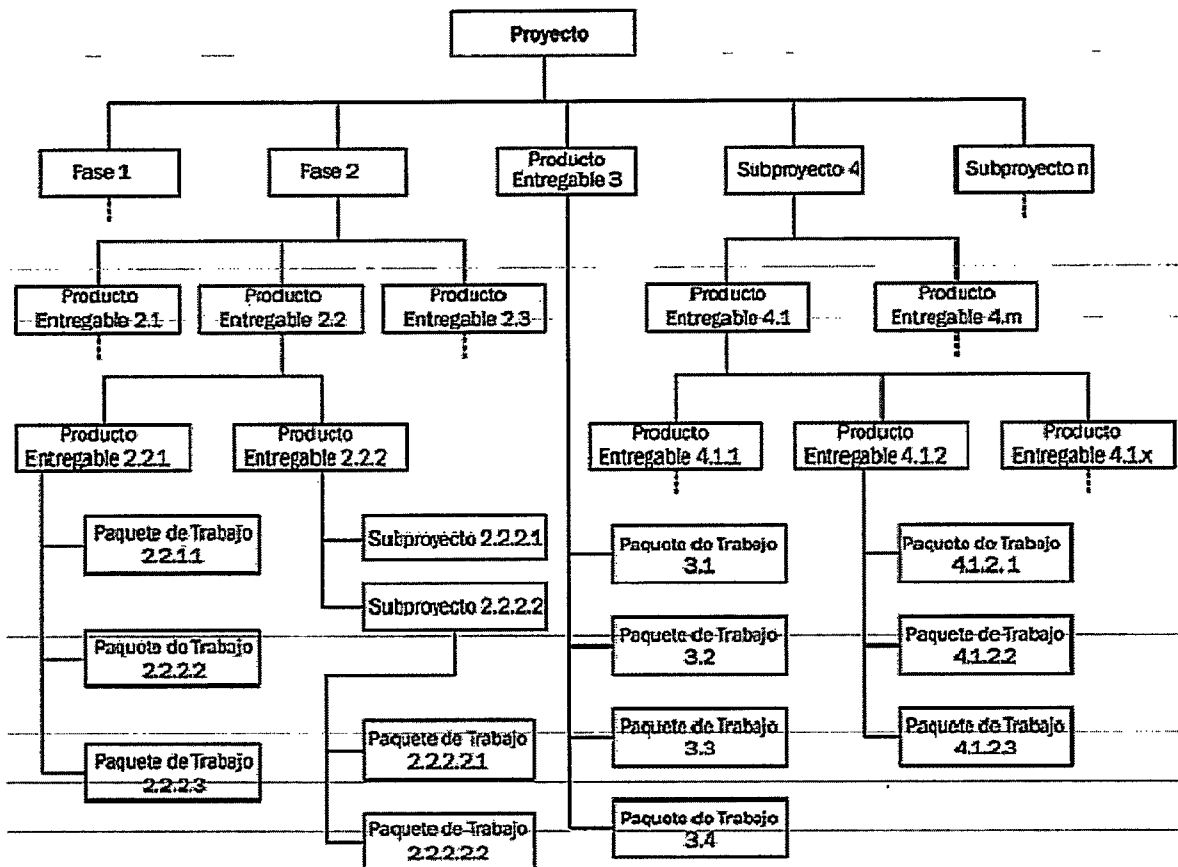 Proyecto
Fase 1
Fase 2
Producto
Entregable 3
Subproyecto 4
Subproyecto n
Producto
Entregable 2.1
Producto
Entregable 2.2
Producto
Entregable 2.3
Producto
Entregable 4.1
Producto
Entregable 4.m
Producto
Entregable 2.2.1
Producto
Entregable 2.2.2
Producto
Entregable 4.1.1
Producto
Entregable 4.1.2
Producto
Entregable 4.1.x
Paquete de Trabajo
2.2.1.1
Paquete de Trabajo
2.2.2.2
Paquete de Trabajo
2.2.2.3
Subproyecto 2.2.2.1
Subproyecto 2.2.2.2
Paquete de Trabajo
2.2.2.2.1
Paquete de Trabajo
2.2.2.2.2
Paquete de Trabajo
3.1
Paquete de Trabajo
3.2
Paquete de Trabajo
3.3
Paquete de Trabajo
3.4
Paquete de Trabajo
4.1.2.1
Paquete de Trabajo
4.1.2.2
Paquete de Trabajo
4.1.2.3